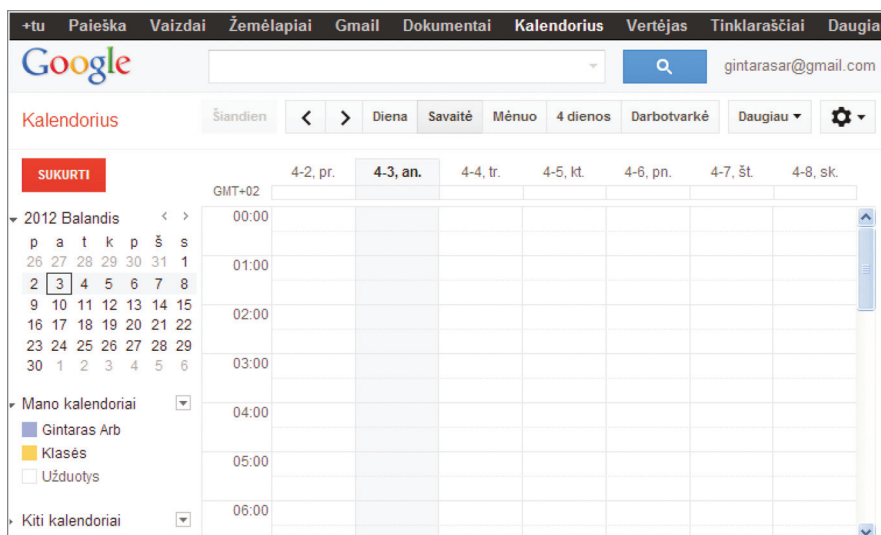 +tu Paieška Vaizdai Žemėlapiai Gmail Dokumentai Kalendorius Vertėjas Tinklaraščiai Daugia
Google gintarasar@gmail.com
Kalendorius Šiandien Diena Savaitė Mėnuo 4 dienos Darbotvarkė Daugiau
SUKURTI
4-2, pr. 4-3, an. 4-4, tr. 4-5, kt. 4-6, pn. 4-7, št. 4-8, sk.
GMT+02
2012 Balandis
p a t k p š s
26 27 28 29 30 31 1
2 3 4 5 6 7 8
9 10 11 12 13 14 15
16 17 18 19 20 21 22
23 24 25 26 27 28 29
30 1 2 3 4 5 6
Mano kalendoriai
Gintaras Arb
Klasės
Užduotys
Kiti kalendoriai
00:00
01:00
02:00
03:00
04:00
05:00
06:00